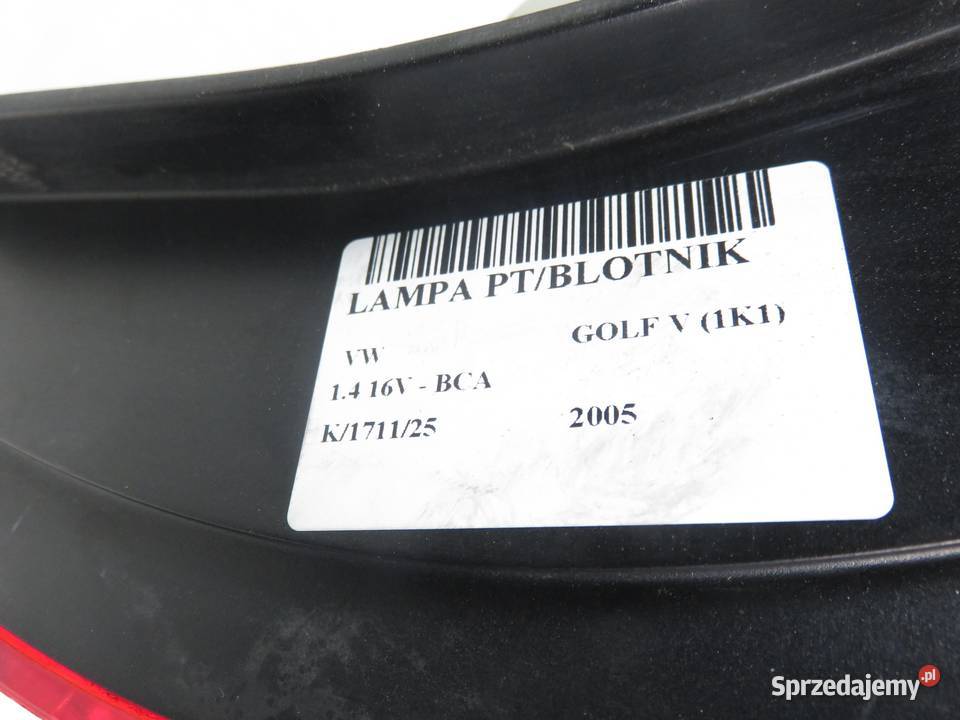 LAMPA PT/BLOTNIK
VW GOLF V (1K1)
1.4 16V - BCA
K/1711/25 2005
Sprzedajemy.pl